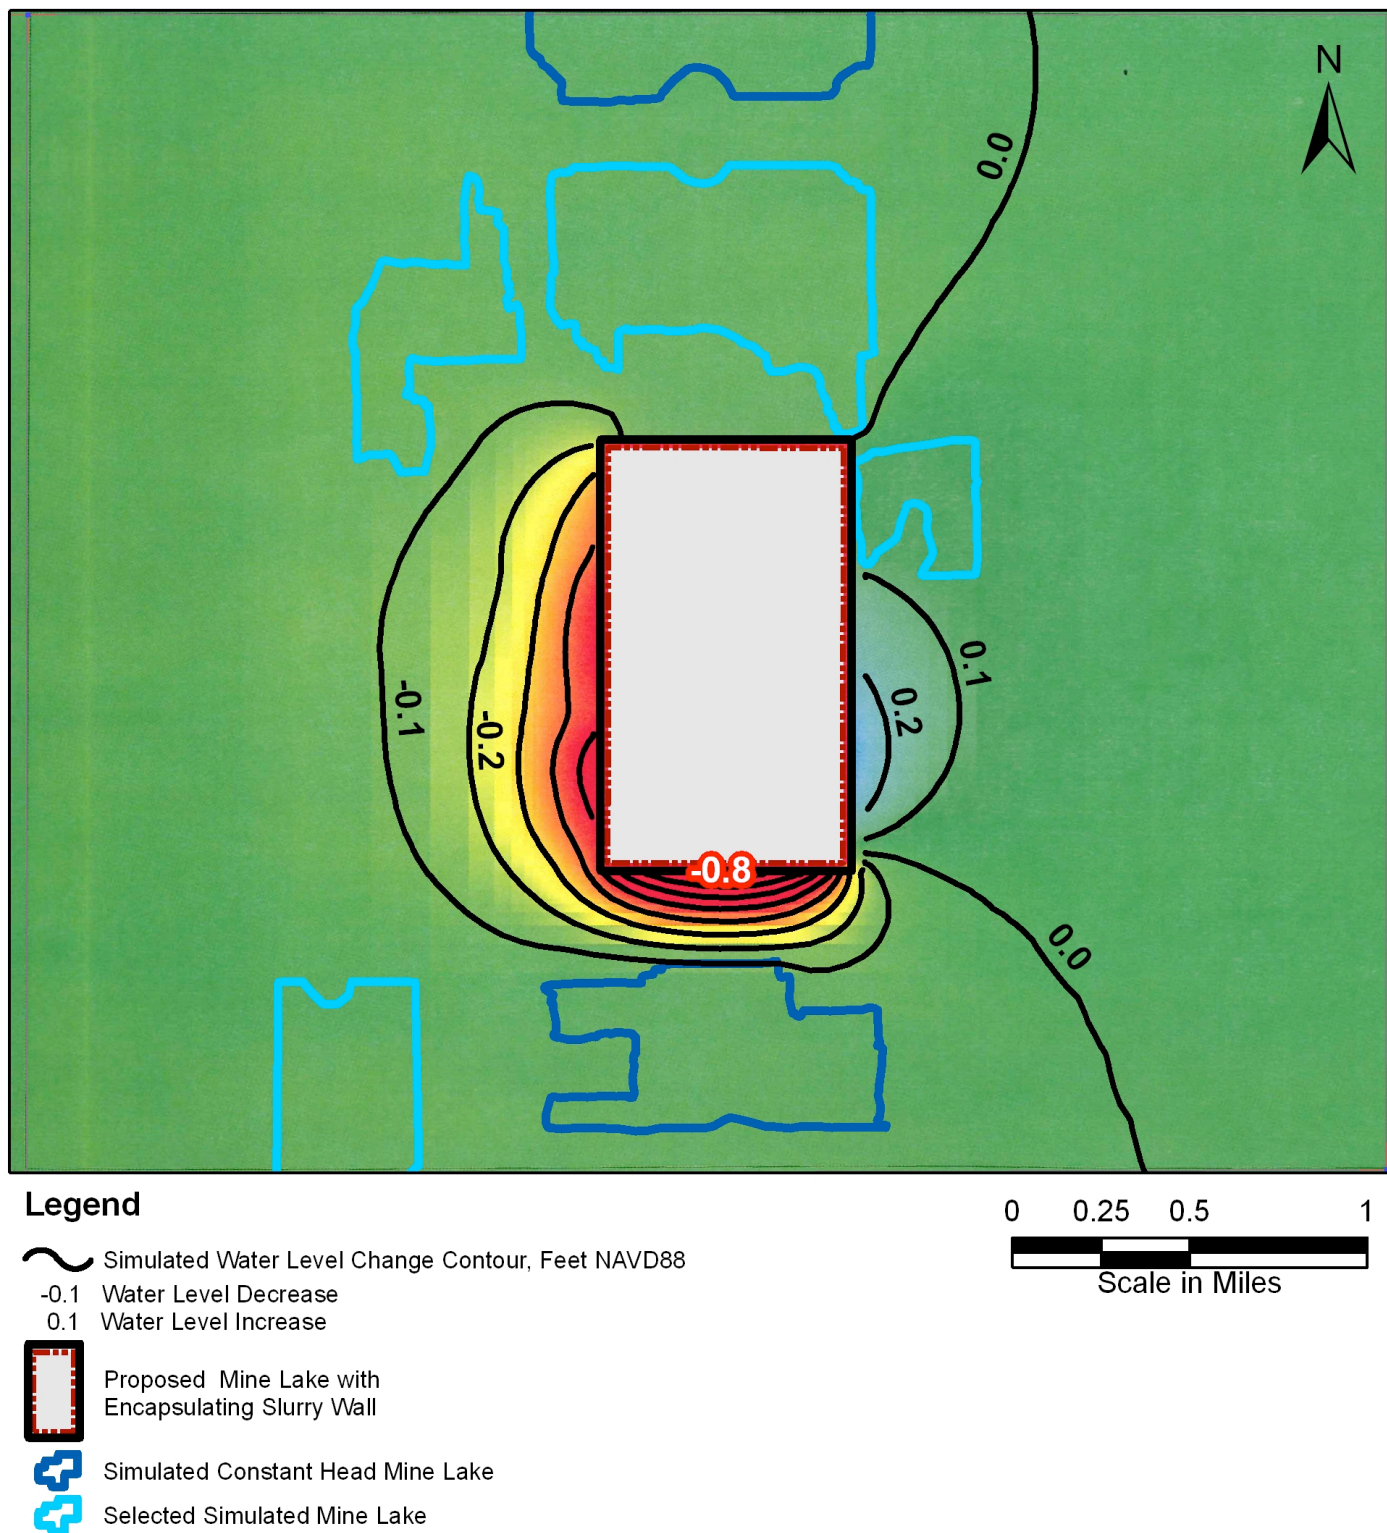 N
0.0
-0.1
-0.2
0.1
0.2
-0.8
0.0
Legend
0 0.25 0.5 1
Scale in Miles
Simulated Water Level Change Contour, Feet NAVD88
-0.1 Water Level Decrease
0.1 Water Level Increase
Proposed Mine Lake with
Encapsulating Slurry Wall
Simulated Constant Head Mine Lake
Selected Simulated Mine Lake